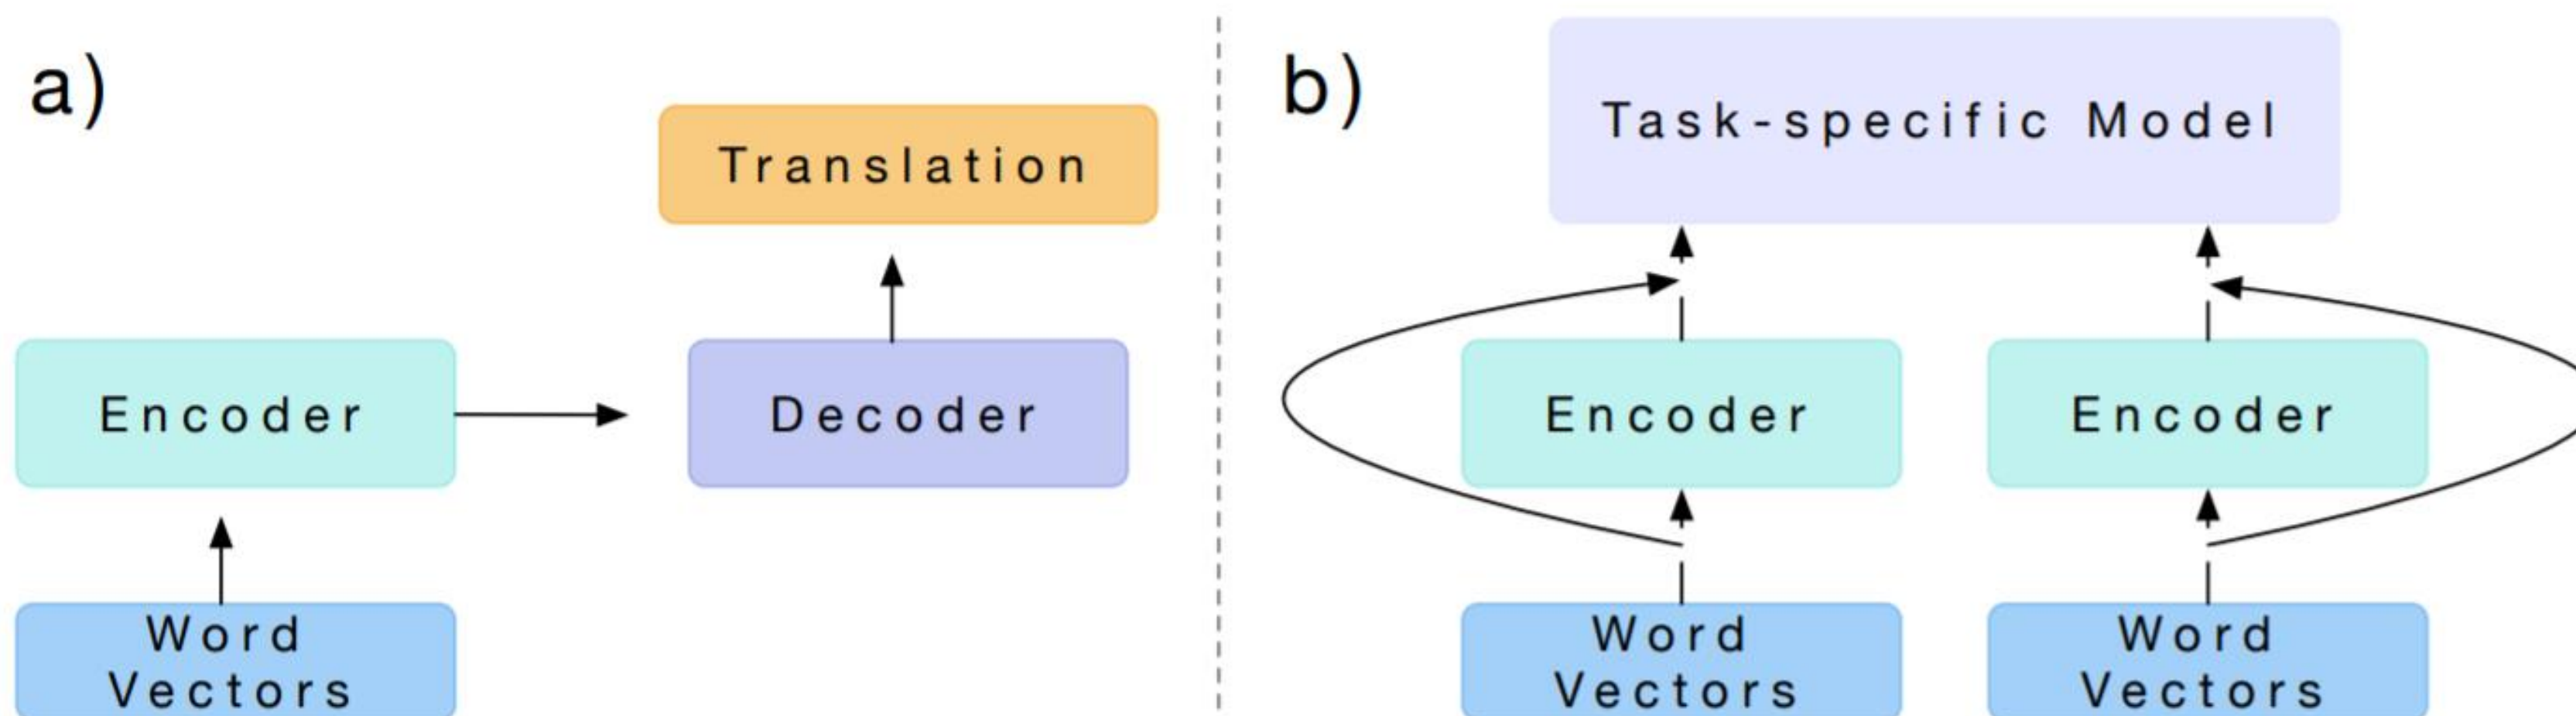 a)
Translation
Encoder
Decoder
Word
Vectors
b)
Task-specific Model
Encoder
Encoder
Word
Vectors
Word
Vectors